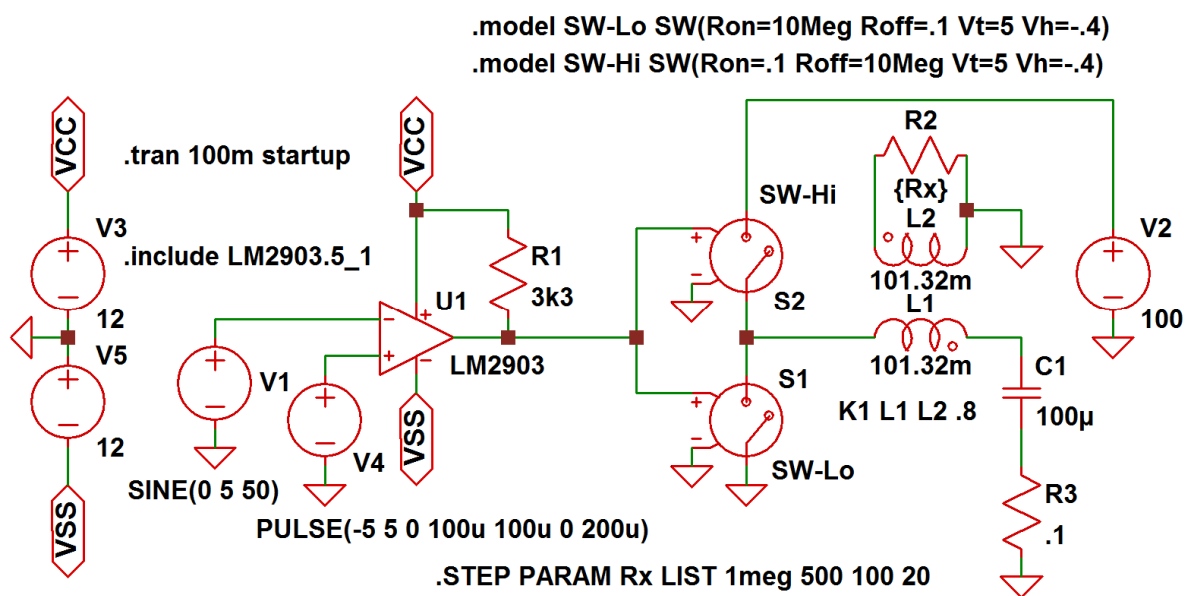 .model SW-Lo SW(Ron=10Meg Roff=.1 Vt=5 Vh=-.4)
.model SW-Hi SW(Ron=.1 Roff=10Meg Vt=5 Vh=-.4)
VCC
.tran 100m startup
VCC
R2
{Rx}
SW-Hi
L2
V3
V2
.include LM2903.5_1
R1
101.32m
3k3
S2
L1
12
U1
100
V5
LM2903
101.32m
S1
C1
V1
K1 L1 L2 .8
100µ
12
V4
VSS
SW-Lo
SINE(0 5 50)
R3
VSS
PULSE(-5 5 0 100u 100u 0 200u)
.1
.STEP PARAM Rx LIST 1meg 500 100 20